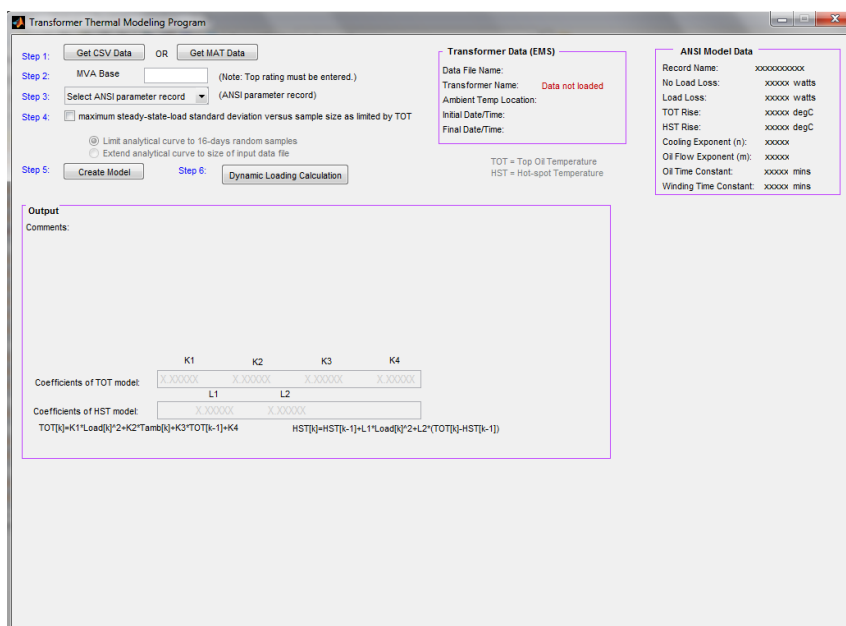 Transformer Thermal Modeling Program
Step 1: Get CSV Data OR Get MAT Data
Step 2: MVA Base (Note: Top rating must be entered.)
Step 3: Select ANSI parameter record (ANSI parameter record)
Step 4: maximum steady-state-load standard deviation versus sample size as limited by TOT
Limit analytical curve to 16-days random samples
Extend analytical curve to size of input data file
Step 5: Create Model Step 6: Dynamic Loading Calculation
Transformer Data (EMS)
Data File Name:
Transformer Name: Data not loaded
Ambient Temp Location:
Initial Date/Time:
Final Date/Time:
TOT = Top Oil Temperature
HST = Hot-spot Temperature
ANSI Model Data
Record Name: xxxxxxxxxx
No Load Loss: xxxxx watts
Load Loss: xxxxx watts
TOT Rise: xxxxx degC
HST Rise: xxxxx degC
Cooling Exponent (n): xxxxx
Oil Flow Exponent (m): xxxxx
Oil Time Constant: xxxxx mins
Winding Time Constant: xxxxx mins
Output
Comments:
K1 K2 K3 K4
Coefficients of TOT model: X.XXXXX X.XXXXX X.XXXXX X.XXXXX
L1 L2
Coefficients of HST model: X.XXXXX X.XXXXX
TOT[k]=K1*Load[k]^2+K2*Tamb[k]+K3*TOT[k-1]+K4 HST[k]=HST[k-1]+L1*Load[k]^2+L2*(TOT[k]-HST[k-1])